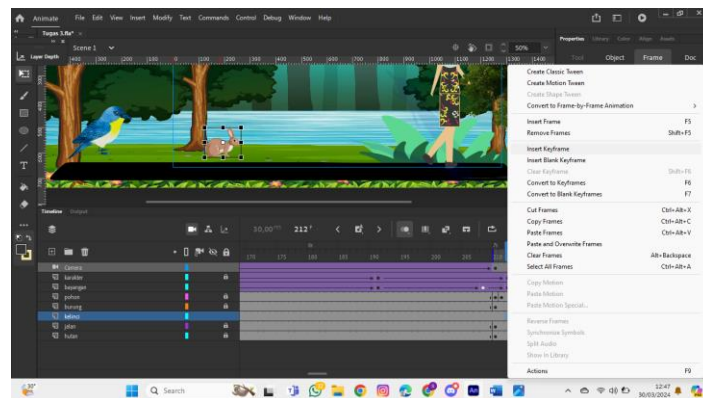 Animate File Edit View Insert Modify Text Commands Control Debug Window Help
Tugas 3.fla*
Scene 1
50%
Properties Library Color Align Assets
Layer Depth
Tool Object Frame Doc
Create Classic Tween
Create Motion Tween
Create Shape Tween
Convert to Frame-by-Frame Animation
Insert Frame F5
Remove Frames Shift+F5
Insert Keyframe
Insert Blank Keyframe
Clear Keyframe Shift+F6
Convert to Keyframes F6
Convert to Blank Keyframes F7
Cut Frames Ctrl+Alt+X
Copy Frames Ctrl+Alt+C
Paste Frames Ctrl+Alt+V
Paste and Overwrite Frames
Clear Frames Alt+Backspace
Select All Frames Ctrl+Alt+A
Copy Motion
Paste Motion
Paste Motion Special...
Reverse Frames
Synchronize Symbols
Split Audio
Show in Library
Actions F9
Timeline Output
212
Camera
karakter
bayangan
pohon
burung
kelinci
jalan
hutan
Search
12:47
30/03/2024